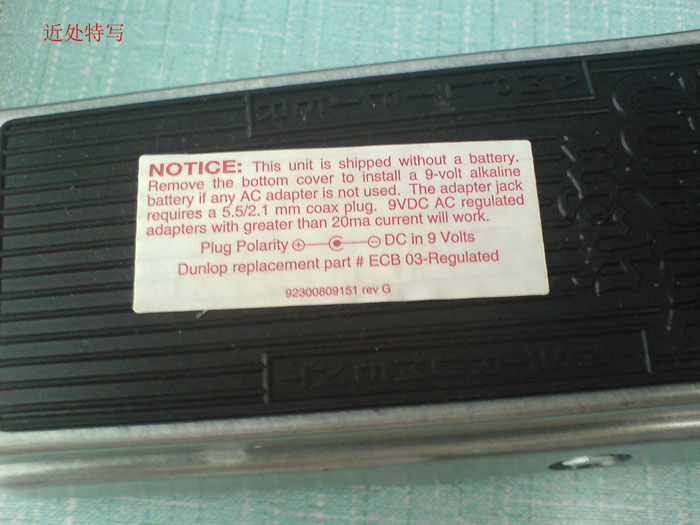 近处特写
AMPLIFIER
NOTICE: This unit is shipped without a battery.
Remove the bottom cover to install a 9-volt alkaline
battery if any AC adapter is not used. The adapter jack
requires a 5.5/2.1 mm coax plug. 9VDC AC regulated
adapters with greater than 20ma current will work.
Plug Polarity DC in 9 Volts
Dunlop replacement part # ECB 03-Regulated
92300809151 rev G
INSTRUMENT